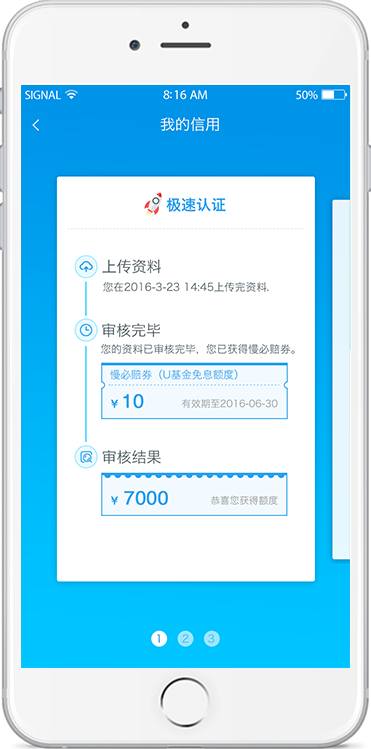 SIGNAL 8:16 AM 50%
我的信用
极速认证
上传资料
您在2016-3-23 14:45上传完资料.
审核完毕
您的资料已审核完毕，您已获得慢必赔券。
慢必赔券（U基金免息额度）
¥ 10 有效期至2016-06-30
审核结果
¥ 7000 恭喜您获得额度
1 2 3